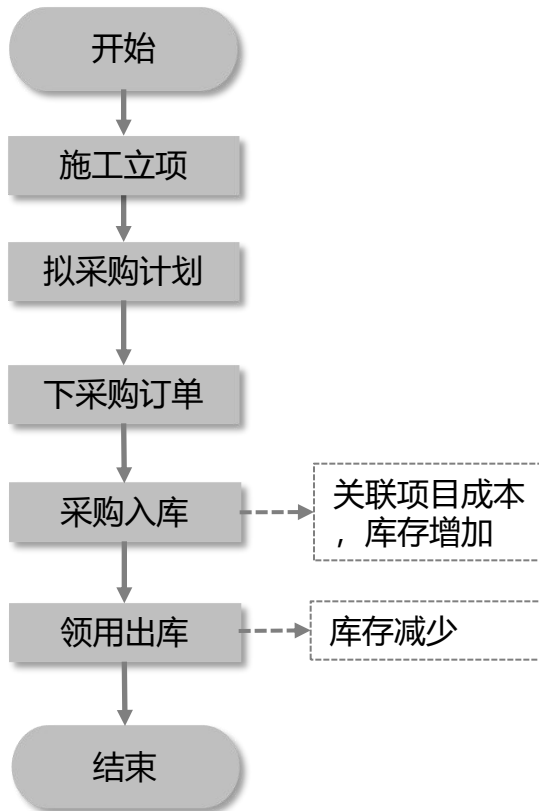 开始
施工立项
拟采购计划
下采购订单
采购入库
关联项目成本
，库存增加
领用出库
库存减少
结束